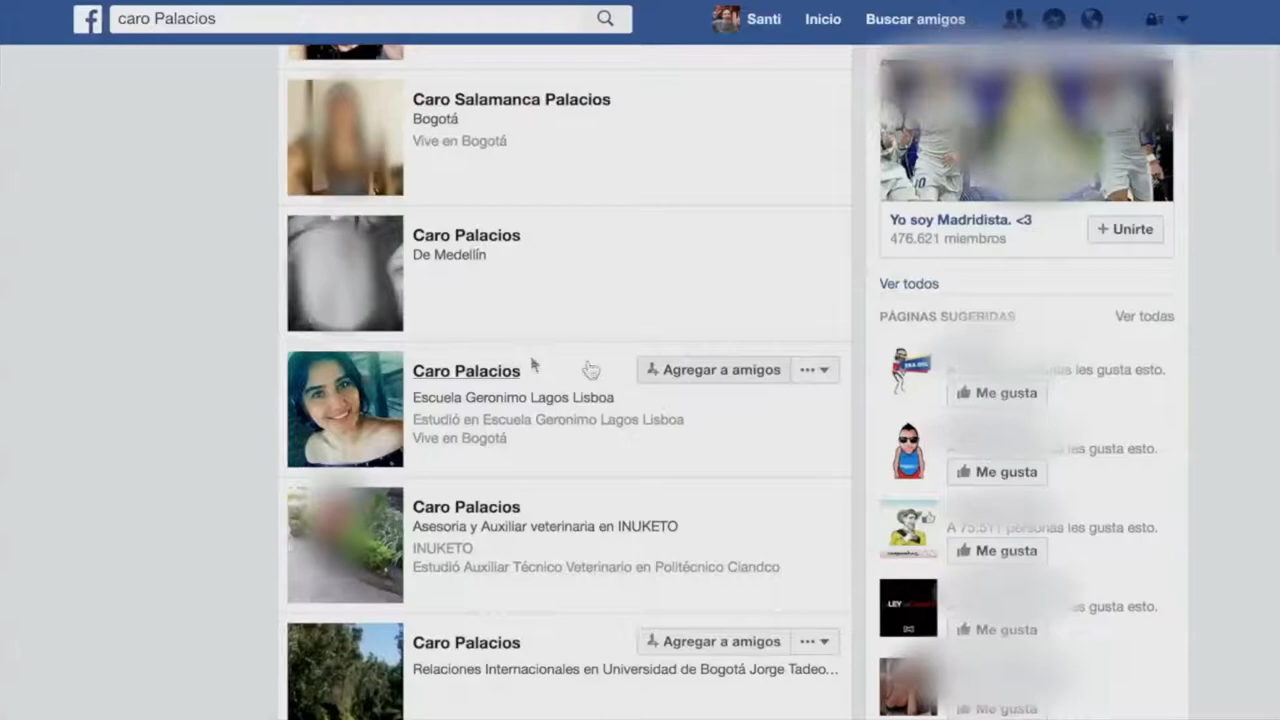 caro Palacios
Santi
Inicio
Buscar amigos
Caro Salamanca Palacios
Bogotá
Vive en Bogotá
Caro Palacios
De Medellín
Caro Palacios
Agregar a amigos
Escuela Geronimo Lagos Lisboa
Estudió en Escuela Geronimo Lagos Lisboa
Vive en Bogotá
Caro Palacios
Asesoria y Auxiliar veterinaria en INUKETO
INUKETO
Estudió Auxiliar Técnico Veterinario en Politécnico Ciandco
Caro Palacios
Agregar a amigos
Relaciones Internacionales en Universidad de Bogotá Jorge Tadeo...
10
Yo soy Madridista. <3
476.621 miembros
+ Unirte
Ver todos
PÁGINAS SUGERIDAS
Ver todas
les gusta esto.
Me gusta
les gusta esto.
Me gusta
A 75.511 personas les gusta esto.
Me gusta
LEY
gusta esto.
Me gusta
Me gusta